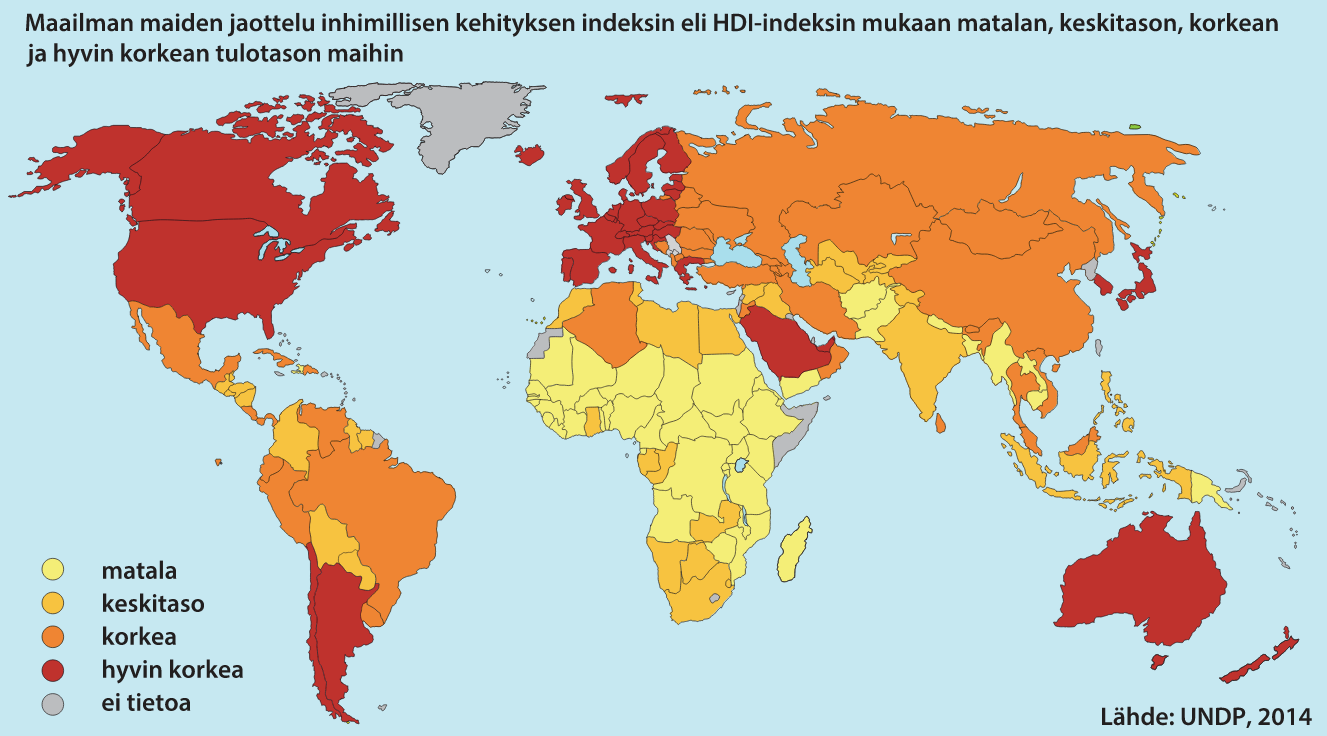 Maailman maiden jaottelu inhimillisen kehityksen indeksin eli HDI-indeksin mukaan matalan, keskitason, korkean
ja hyvin korkean tulotason maihin
matala
keskitaso
korkea
hyvin korkea
ei tietoa
Lähde: UNDP, 2014